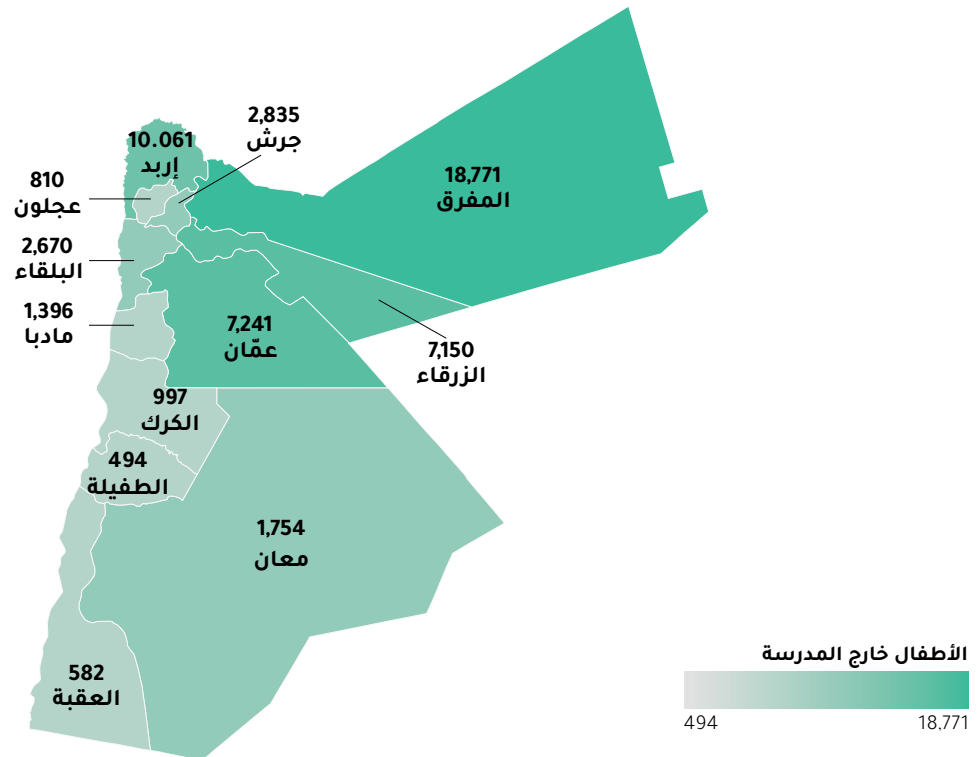 2,835
جرش
10.061
إربد
18,771
المفرق
810
عجلون
2,670
البلقاء
1,396
مادبا
7,241
عمّان
7,150
الزرقاء
997
الكرك
494
الطفيلة
1,754
معان
582
العقبة
الأطفال خارج المدرسة
494
18,771